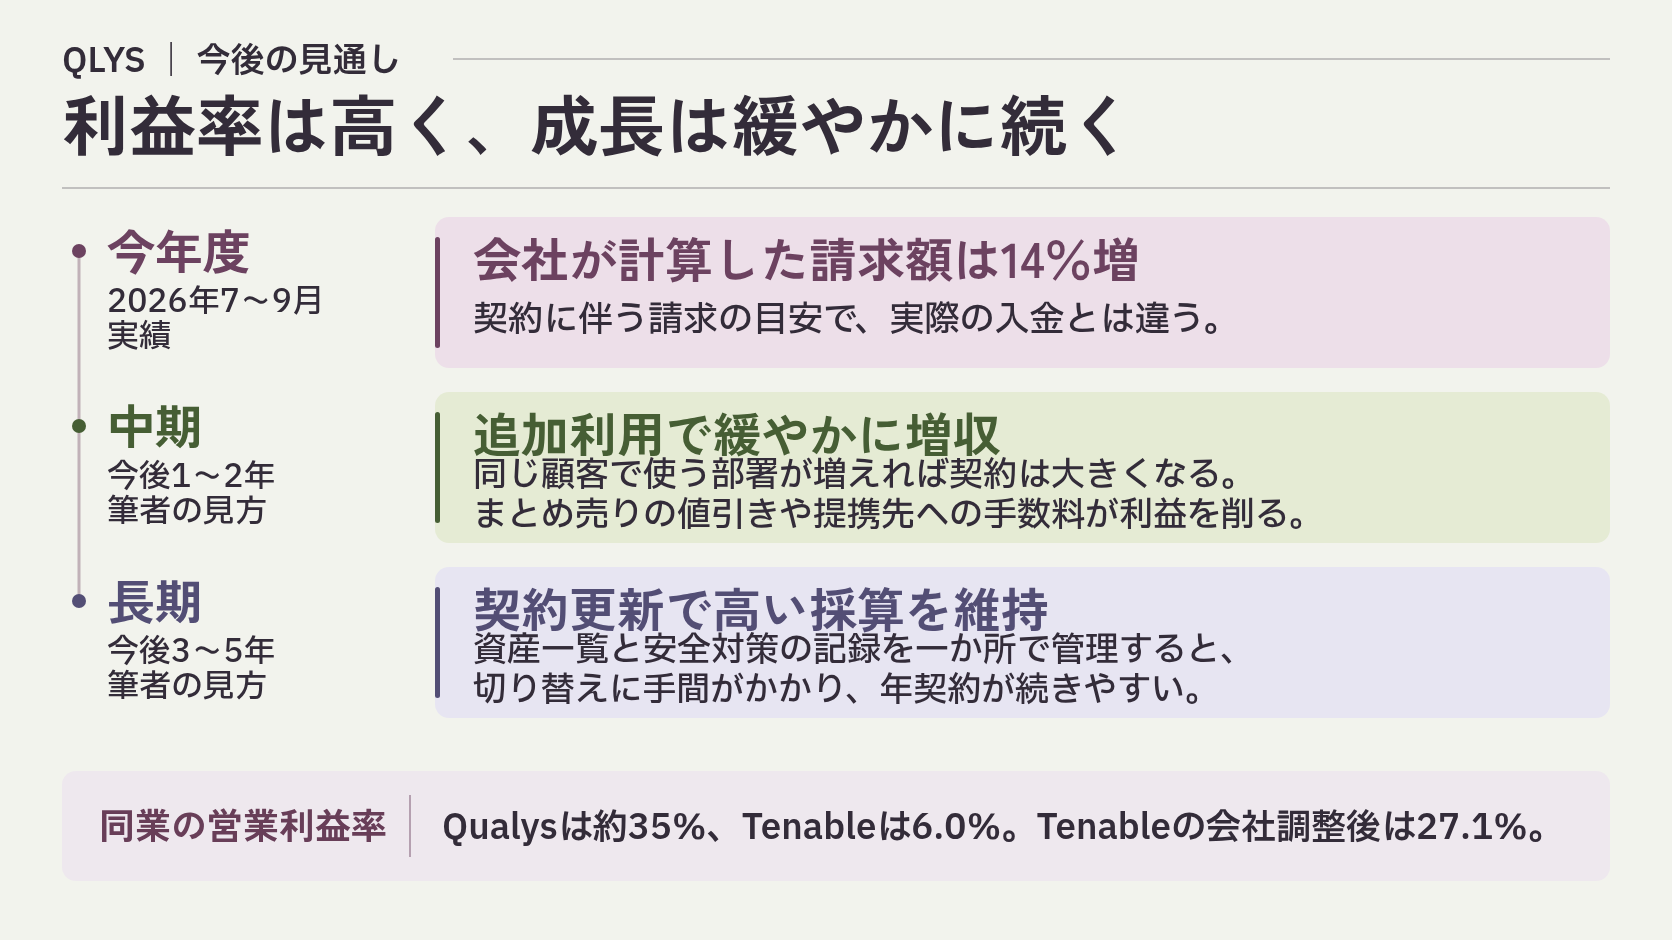 QLYS｜今後の見通し
利益率は高く、成長は緩やかに続く
今年度
2026年7〜9月
実績
会社が計算した請求額は14%増
契約に伴う請求の目安で、実際の入金とは違う。
中期
今後1〜2年
筆者の見方
追加利用で緩やかに増収
同じ顧客で使う部署が増えれば契約は大きくなる。
まとめ売りの値引きや提携先への手数料が利益を削る。
長期
今後3〜5年
筆者の見方
契約更新で高い採算を維持
資産一覧と安全対策の記録を一か所で管理すると、
切り替えに手間がかかり、年契約が続きやすい。
同業の営業利益率
Qualysは約35%、Tenableは6.0%。Tenableの会社調整後は27.1%。